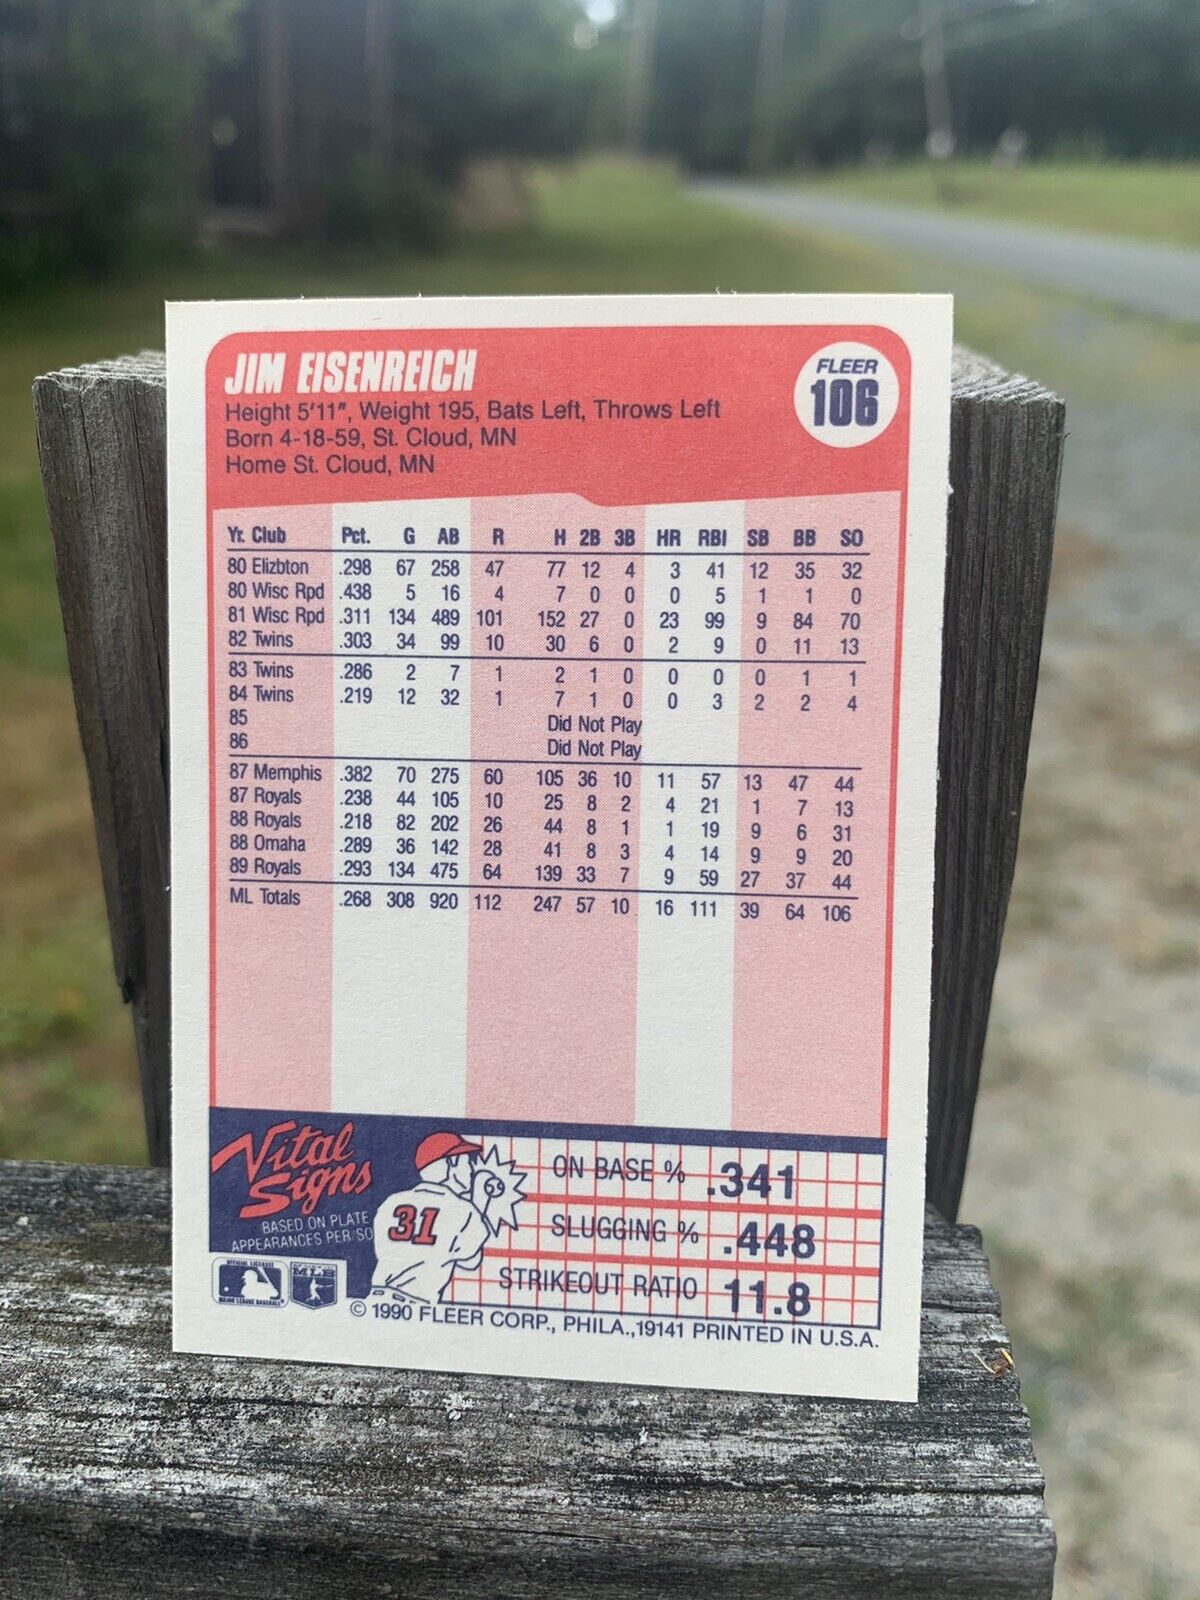 JIM EISENREICH
FLEER
106
Height 5'11", Weight 195, Bats Left, Throws Left
Born 4-18-59, St. Cloud, MN
Home St. Cloud, MN
Yr. Club Pct. G AB R H 2B 3B HR RBI SB BB SO
80 Elizbton .298 67 258 47 77 12 4 3 41 12 35 32
80 Wisc Rpd .438 5 16 4 7 0 0 0 5 1 1 0
81 Wisc Rpd .311 134 489 101 152 27 0 23 99 9 84 70
82 Twins .303 34 99 10 30 6 0 2 9 0 11 13
83 Twins .286 2 7 1 2 1 0 0 0 0 1 1
84 Twins .219 12 32 1 7 1 0 0 3 2 2 4
85 Did Not Play
86 Did Not Play
87 Memphis .382 70 275 60 105 36 10 11 57 13 47 44
87 Royals .238 44 105 10 25 8 2 4 21 1 7 13
88 Royals .218 82 202 26 44 8 1 1 19 9 6 31
88 Omaha .289 36 142 28 41 8 3 4 14 9 9 20
89 Royals .293 134 475 64 139 33 7 9 59 27 37 44
ML Totals .268 308 920 112 247 57 10 16 111 39 64 106
Vital
Signs
BASED ON PLATE
APPEARANCES PER/SO
31
ON BASE % .341
SLUGGING % .448
STRIKEOUT RATIO 11.8
OFFICIAL LICENSEE
MAJOR LEAGUE BASEBALL
MLB
© 1990 FLEER CORP., PHILA.,19141 PRINTED IN U.S.A.